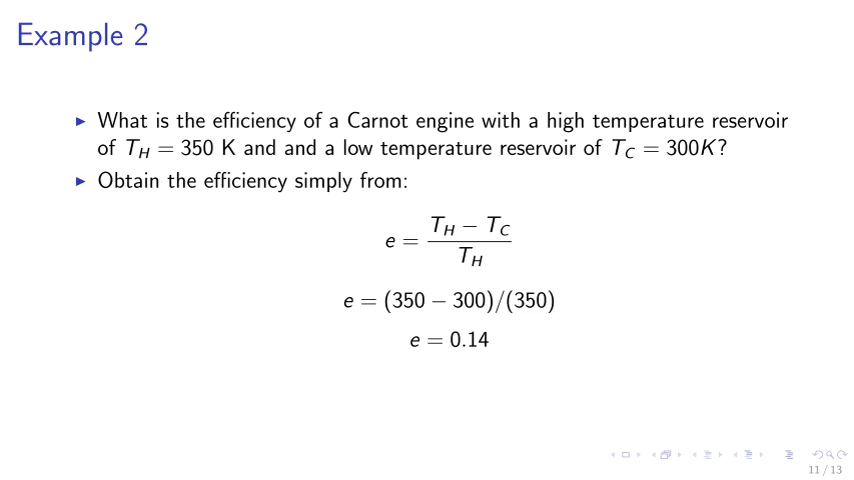 Example 2
▶ What is the efficiency of a Carnot engine with a high temperature reservoir
of T_H = 350 K and and a low temperature reservoir of T_C = 300K?
▶ Obtain the efficiency simply from:
e = \frac{T_H − T_C}{T_H}
e = (350 − 300)/(350)
e = 0.14
11 / 13